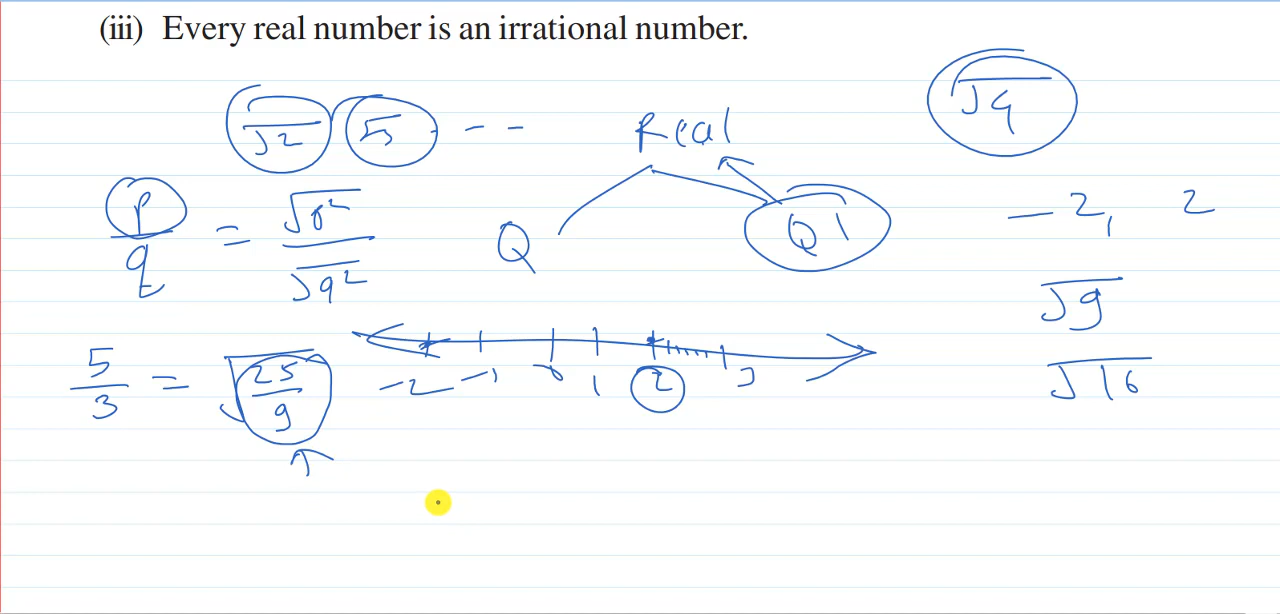 (iii) Every real number is an irrational number.
√2 √3 - - - Real √4
p/q = √p² / √q² Q Q' -2, 2
√9
-2 -1 0 1 2 3
5/3 = √25/9 √16